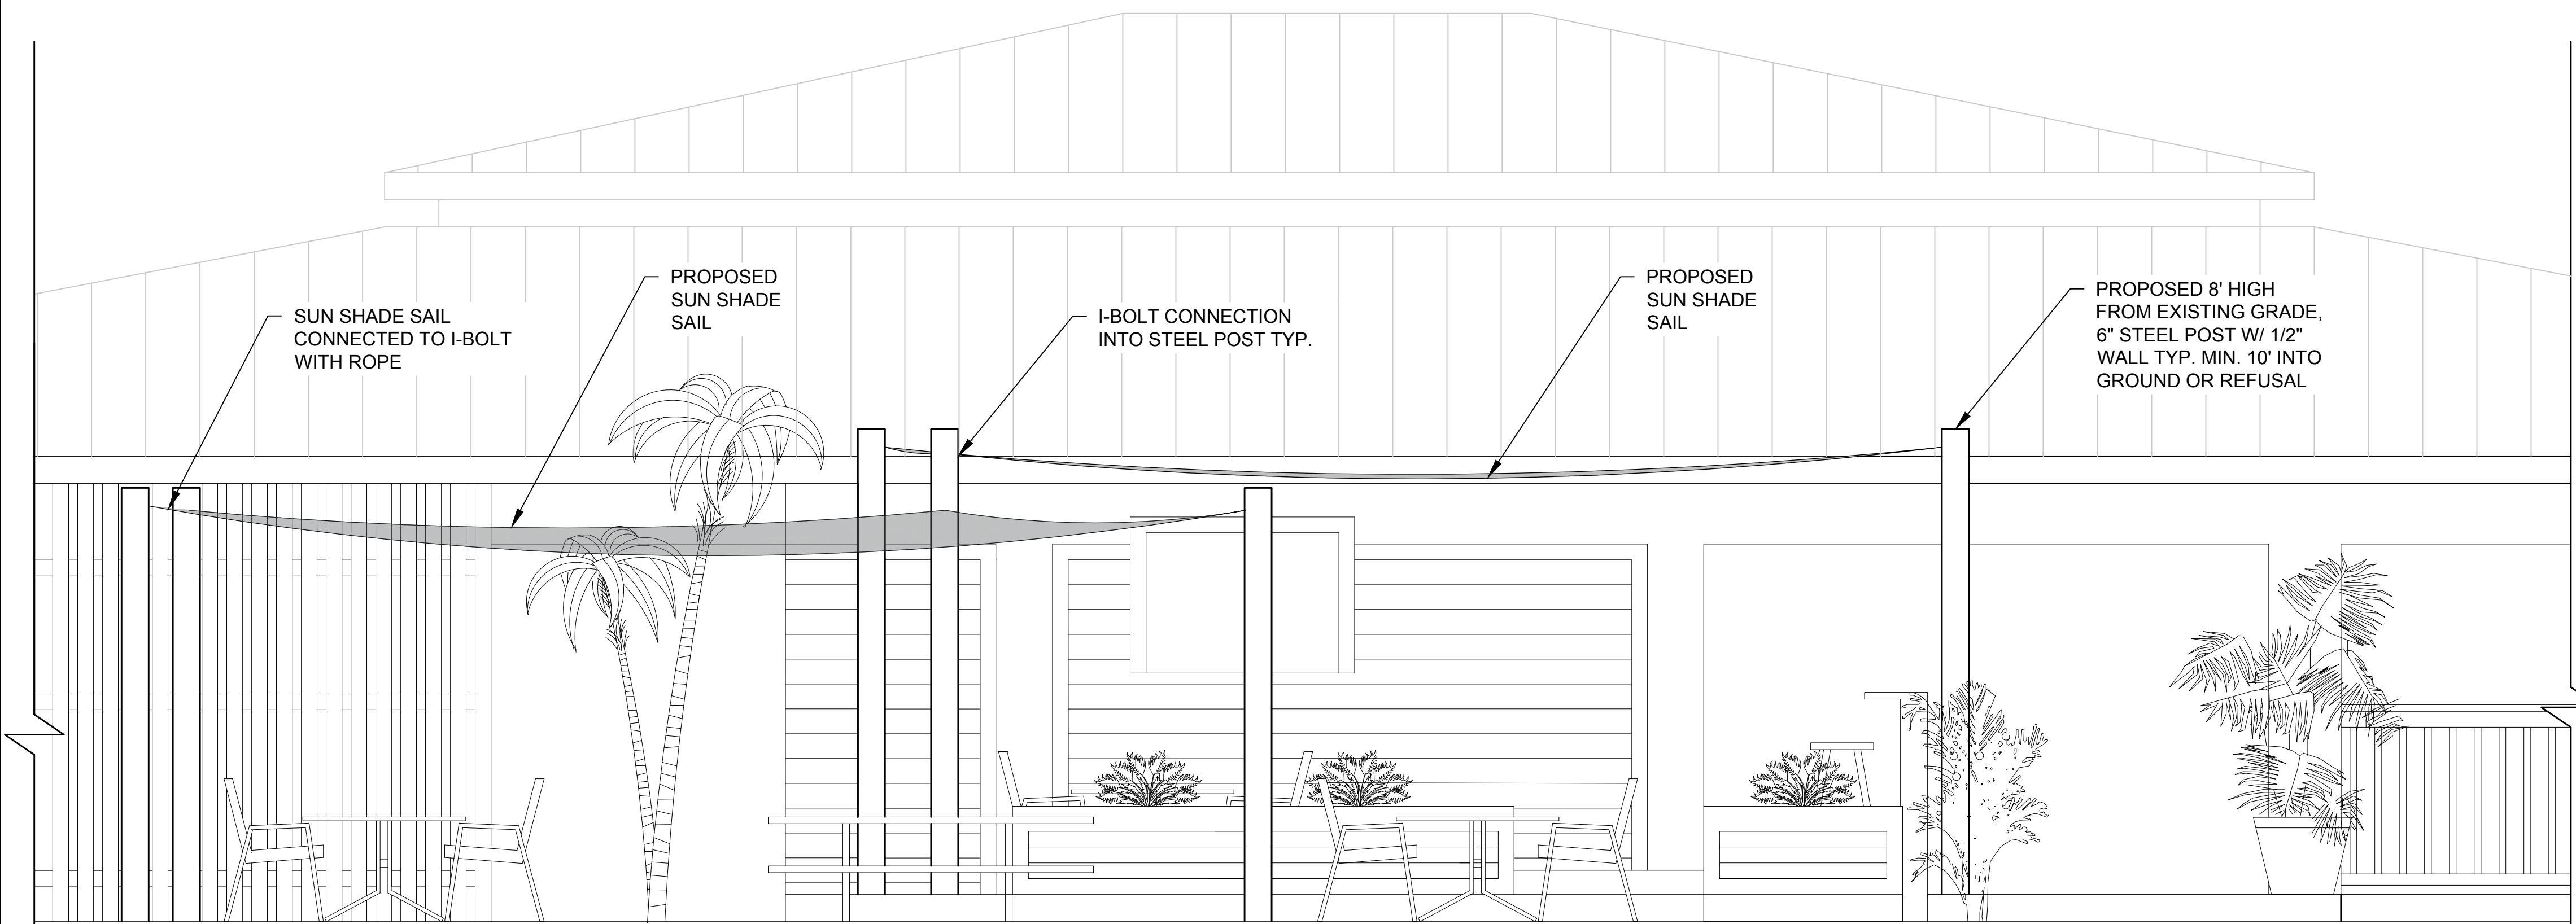 SUN SHADE SAIL
CONNECTED TO I-BOLT
WITH ROPE
PROPOSED
SUN SHADE
SAIL
I-BOLT CONNECTION
INTO STEEL POST TYP.
PROPOSED
SUN SHADE
SAIL
PROPOSED 8' HIGH
FROM EXISTING GRADE,
6" STEEL POST W/ 1/2"
WALL TYP. MIN. 10' INTO
GROUND OR REFUSAL